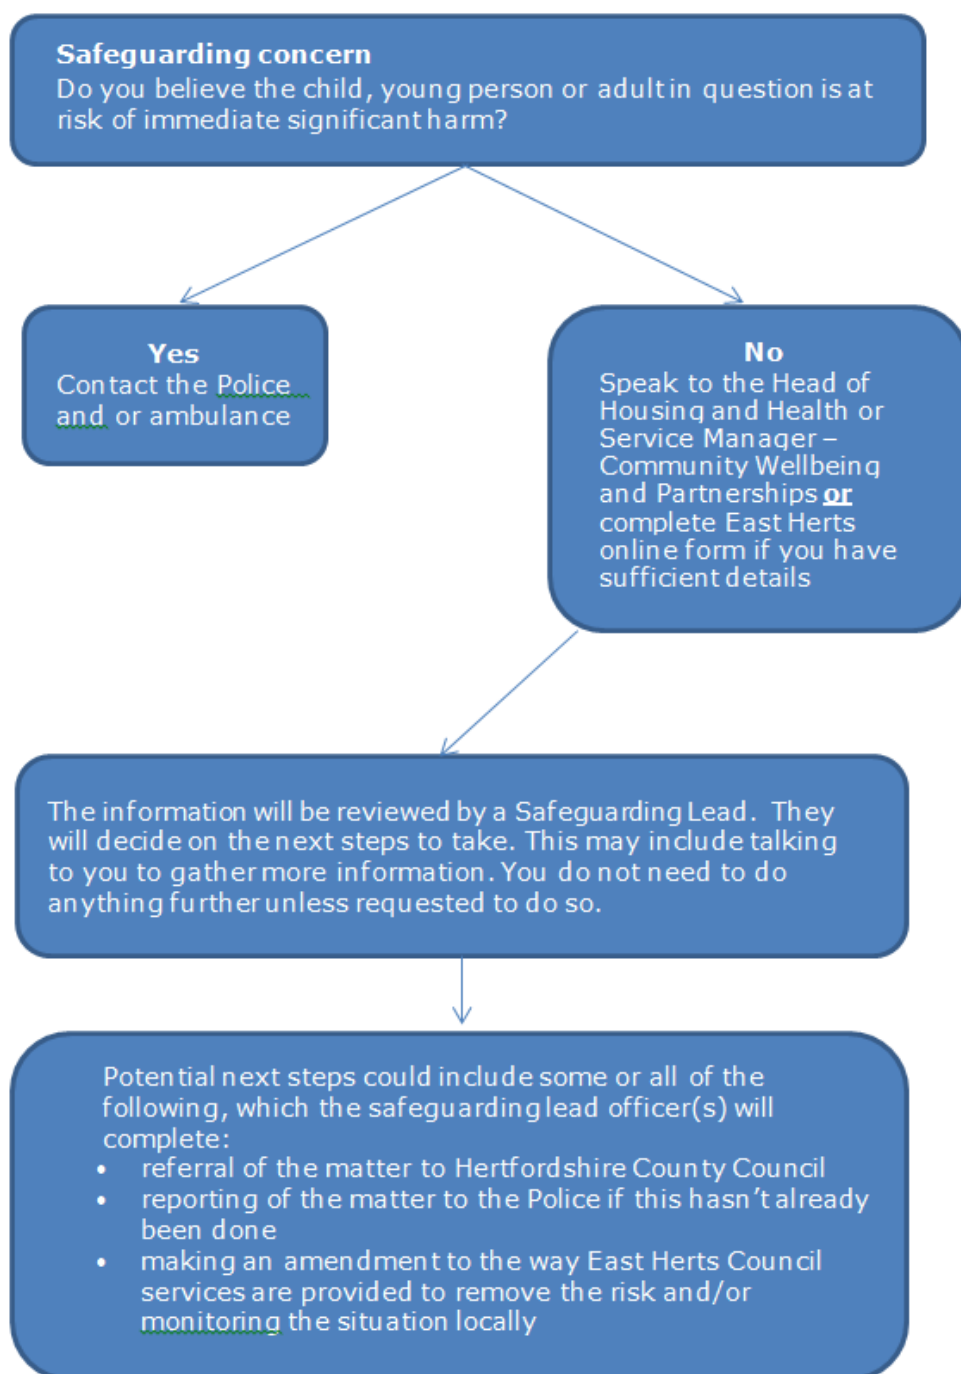 Safeguarding concern
Do you believe the child, young person or adult in question is at
risk of immediate significant harm?
Yes
Contact the Police
and or ambulance
No
Speak to the Head of
Housing and Health or
Service Manager –
Community Wellbeing
and Partnerships or
complete East Herts
online form if you have
sufficient details
The information will be reviewed by a Safeguarding Lead. They
will decide on the next steps to take. This may include talking
to you to gather more information. You do not need to do
anything further unless requested to do so.
Potential next steps could include some or all of the
following, which the safeguarding lead officer(s) will
complete:
• referral of the matter to Hertfordshire County Council
• reporting of the matter to the Police if this hasn’t already
been done
• making an amendment to the way East Herts Council
services are provided to remove the risk and/or
monitoring the situation locally